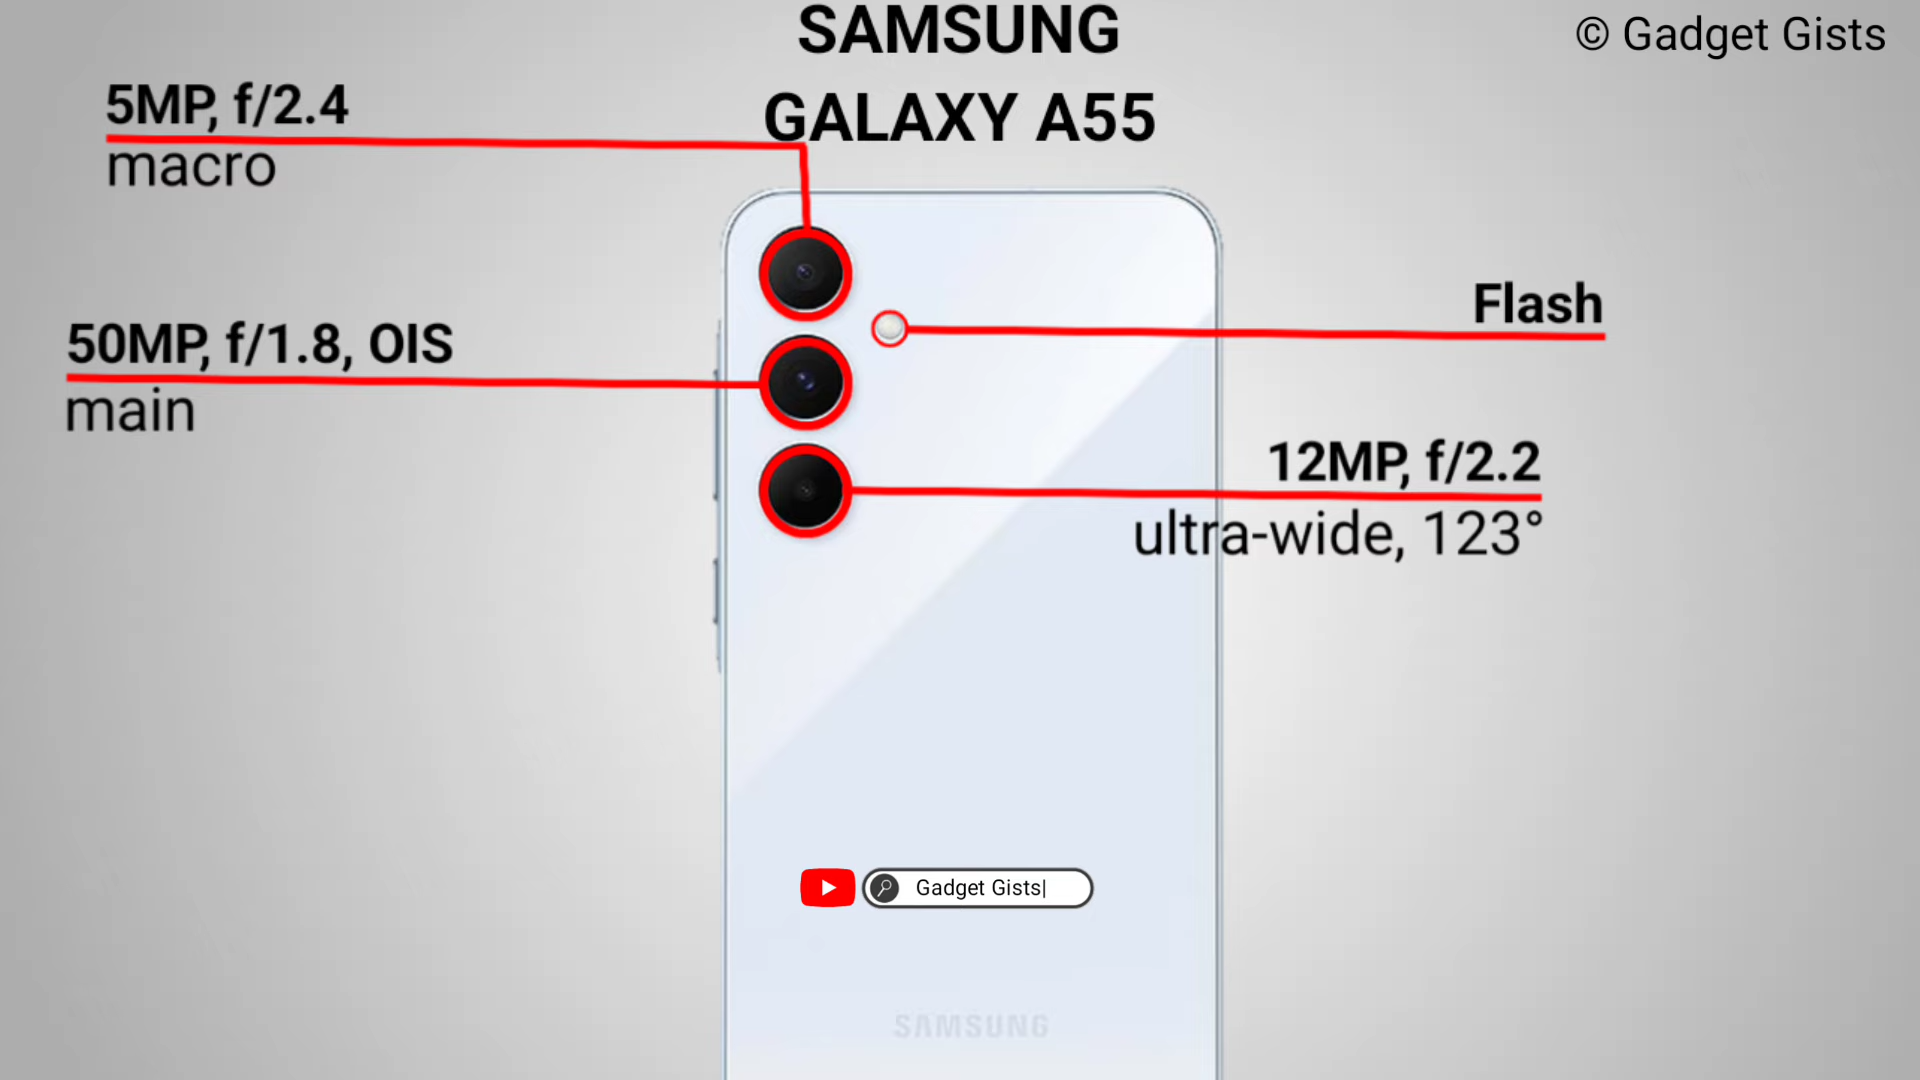 SAMSUNG
GALAXY A55
© Gadget Gists
5MP, f/2.4
macro
50MP, f/1.8, OIS
main
Flash
12MP, f/2.2
ultra-wide, 123°
Gadget Gists|
SAMSUNG